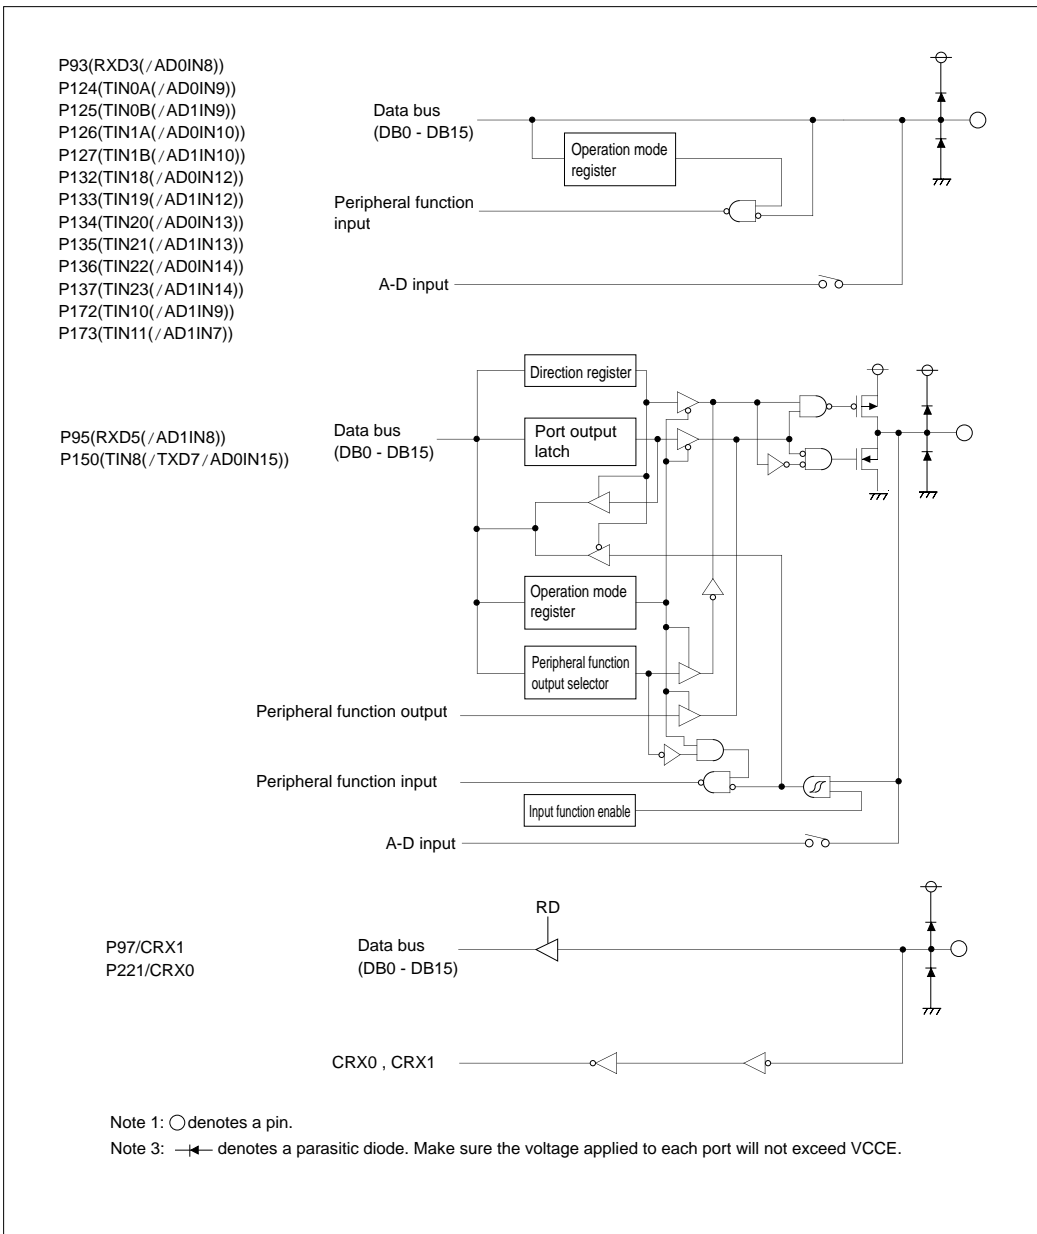 P93(RXD3(/AD0IN8))
P124(TIN0A(/AD0IN9))
P125(TIN0B(/AD1IN9))
P126(TIN1A(/AD0IN10))
P127(TIN1B(/AD1IN10))
P132(TIN18(/AD0IN12))
P133(TIN19(/AD1IN12))
P134(TIN20(/AD0IN13))
P135(TIN21(/AD1IN13))
P136(TIN22(/AD0IN14))
P137(TIN23(/AD1IN14))
P172(TIN10(/AD1IN9))
P173(TIN11(/AD1IN7))
Data bus
(DB0 - DB15)
Operation mode
register
Peripheral function
input
A-D input
P95(RXD5(/AD1IN8))
P150(TIN8(/TXD7/AD0IN15))
Data bus
(DB0 - DB15)
Direction register
Port output
latch
Operation mode
register
Peripheral function
output selector
Peripheral function output
Peripheral function input
Input function enable
A-D input
P97/CRX1
P221/CRX0
Data bus
(DB0 - DB15)
RD
CRX0 , CRX1
Note 1: denotes a pin.
Note 3: denotes a parasitic diode. Make sure the voltage applied to each port will not exceed VCCE.